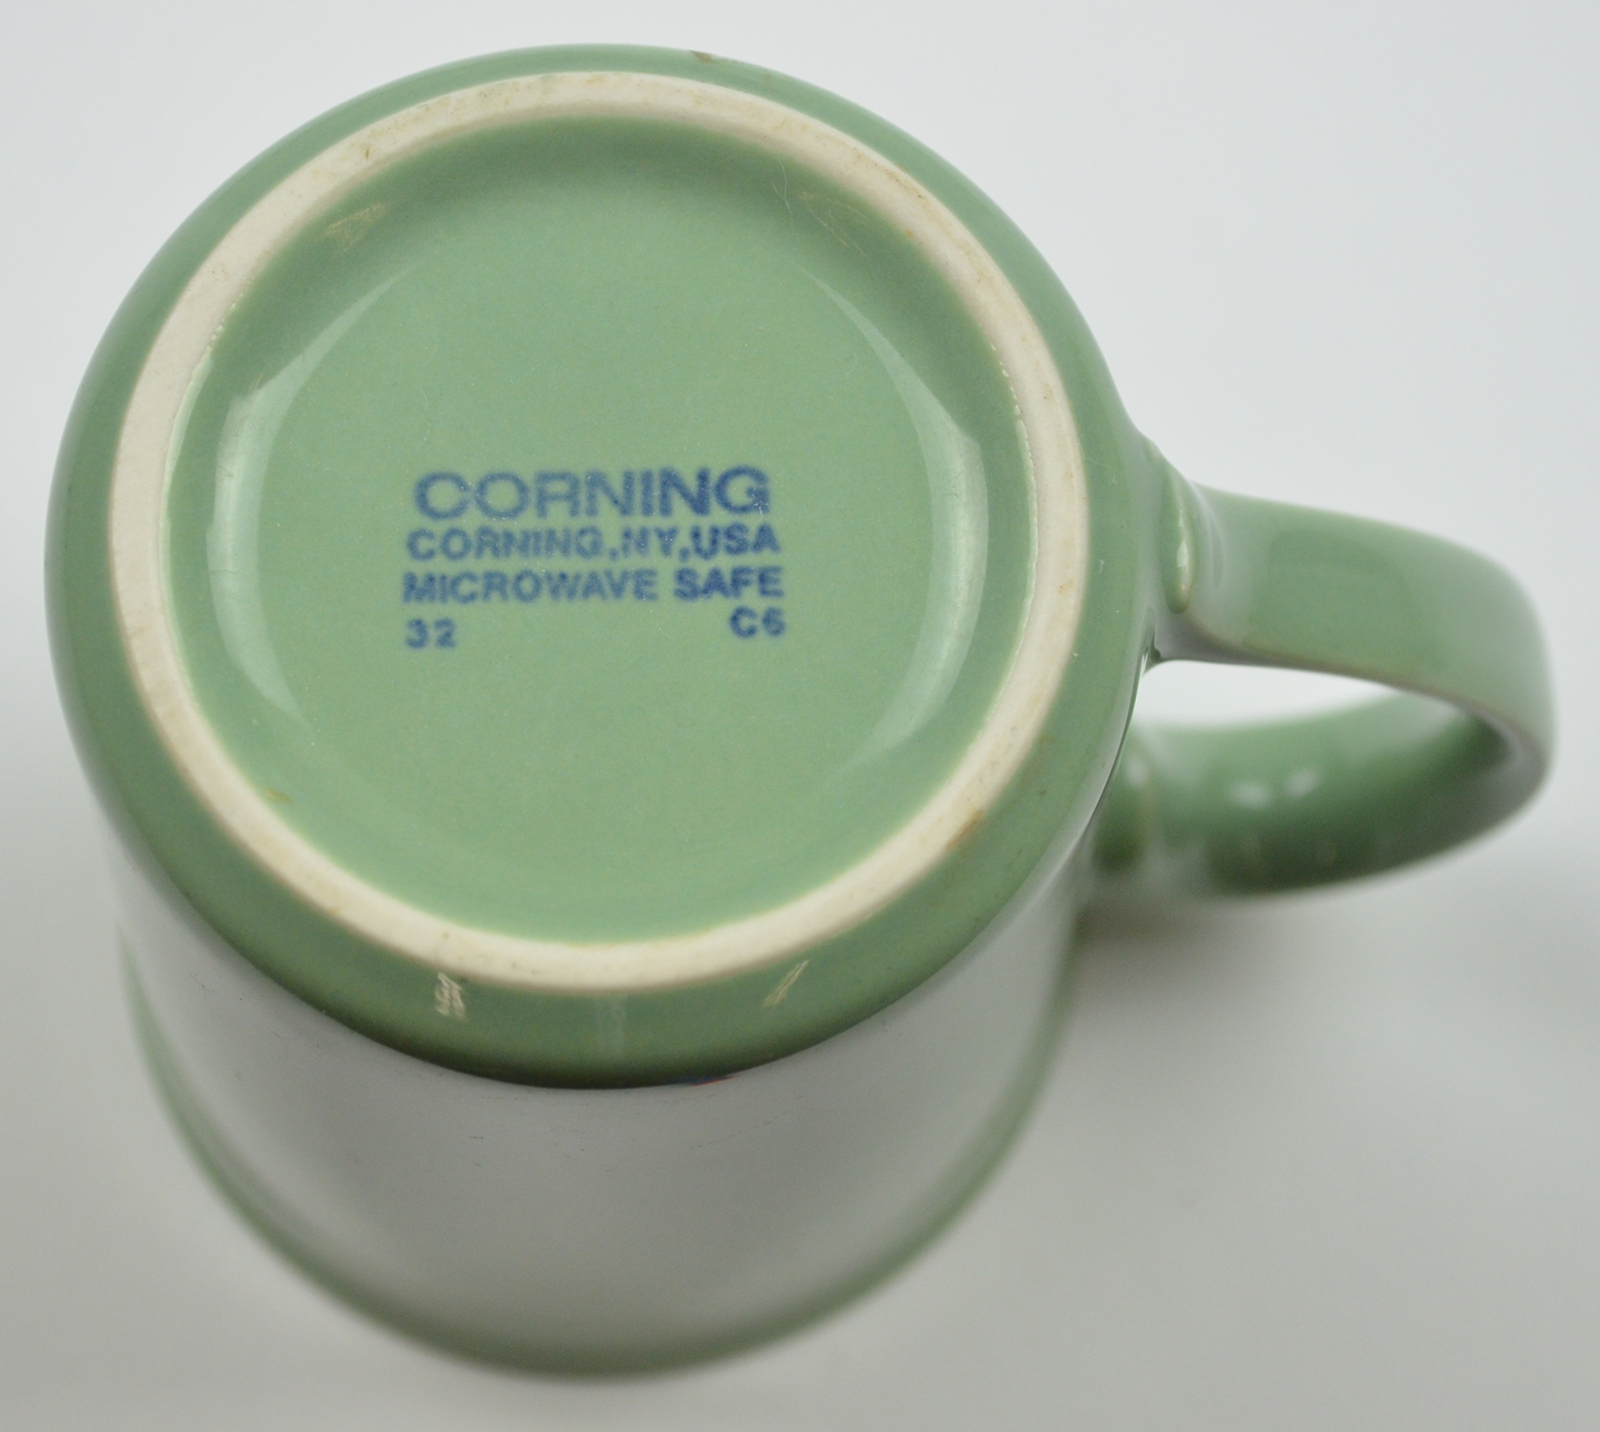 CORNING
CORNING,NY,USA
MICROWAVE SAFE
32 C6